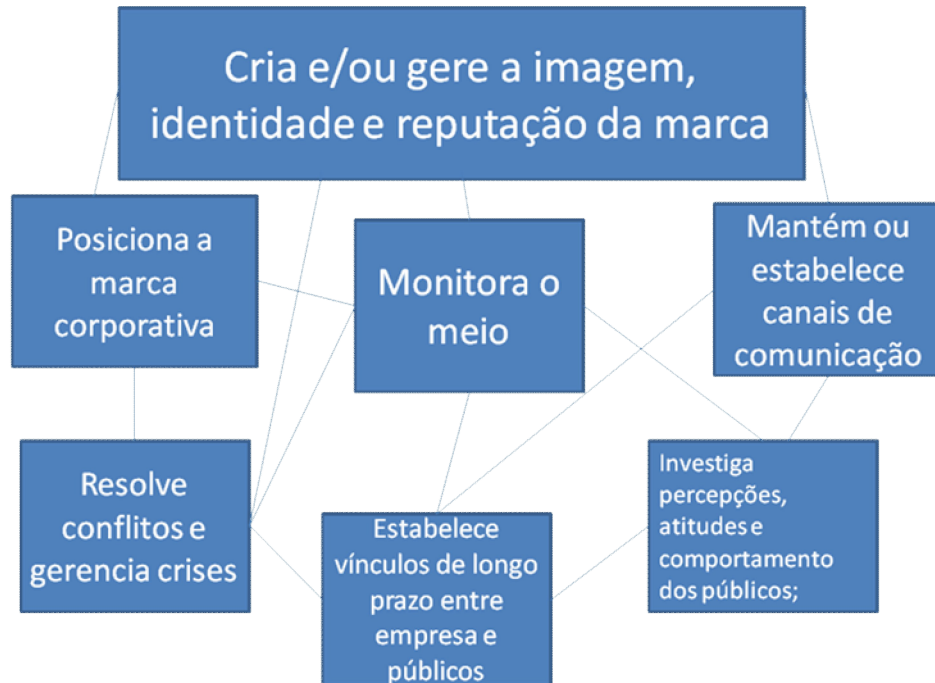 Cria e/ou gere a imagem,
identidade e reputação da marca
Posiciona a
marca
corporativa
Monitora o
meio
Mantém ou
estabelece
canais de
comunicação
Resolve
conflitos e
gerencia crises
Estabelece
vínculos de longo
prazo entre
empresa e
públicos
Investiga
percepções,
atitudes e
comportamento
dos públicos;